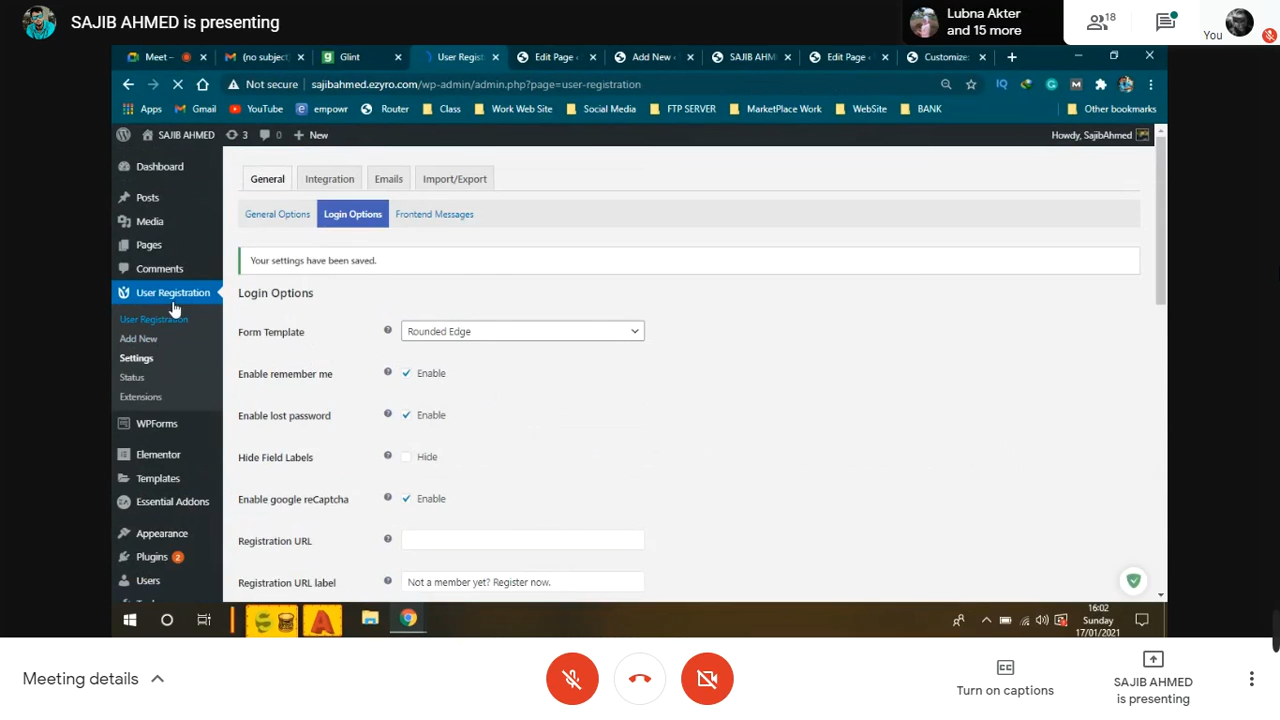 SAJIB AHMED is presenting
Lubna Akter
and 15 more
18
You
Meet -
(no subject
Glint
User Regist
Edit Page
Add New
SAJIB AHM
Edit Page
Customize:
Not secure
sajibahmed.ezyro.com/wp-admin/admin.php?page=user-registration
Apps
Gmail
YouTube
empowr
Router
Class
Work Web Site
Social Media
FTP SERVER
MarketPlace Work
WebSite
BANK
Other bookmarks
SAJIB AHMED
3
0
New
Howdy, SajibAhmed
Dashboard
Posts
Media
Pages
Comments
User Registration
User Registration
Add New
Settings
Status
Extensions
WPForms
Elementor
Templates
Essential Addons
Appearance
Plugins 2
Users
General
Integration
Emails
Import/Export
General Options
Login Options
Frontend Messages
Your settings have been saved.
Login Options
Form Template
Rounded Edge
Enable remember me
Enable
Enable lost password
Enable
Hide Field Labels
Hide
Enable google reCaptcha
Enable
Registration URL
Registration URL label
Not a member yet? Register now.
16:02
Sunday
17/01/2021
Meeting details
Turn on captions
SAJIB AHMED
is presenting